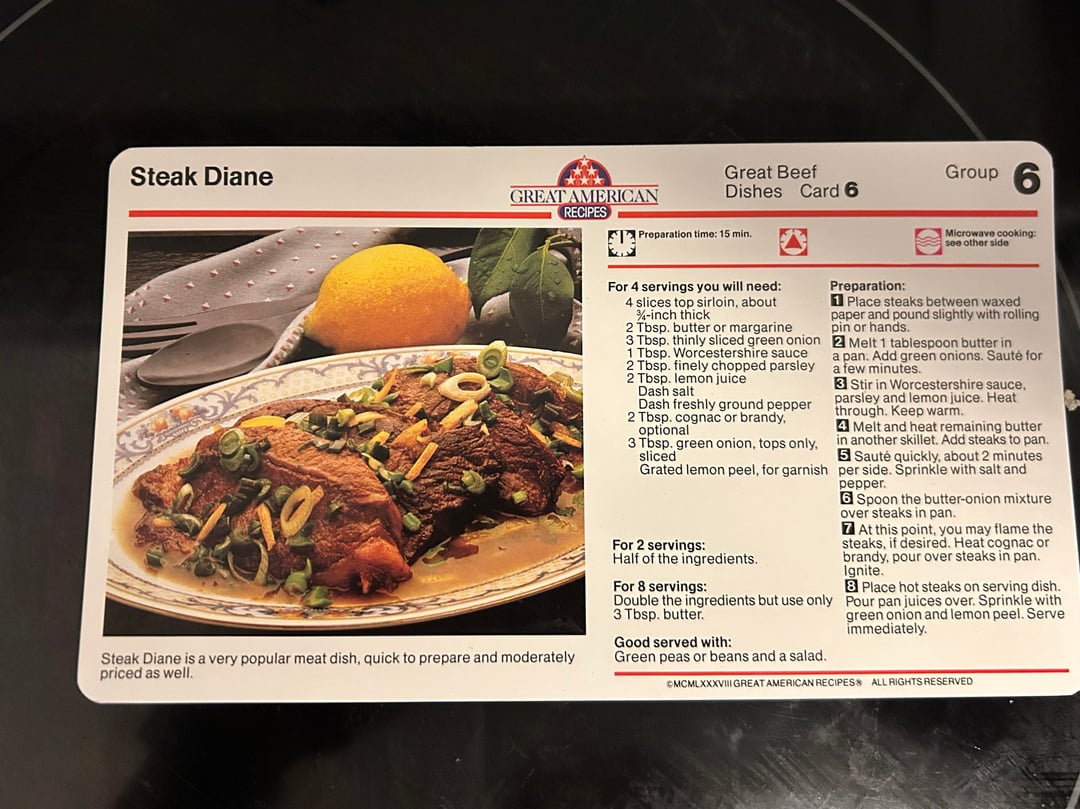 Steak Diane
GREAT AMERICAN
RECIPES
Great Beef
Dishes Card 6
Group 6
Preparation time: 15 min.
Microwave cooking:
see other side
For 4 servings you will need:
4 slices top sirloin, about
¾-inch thick
2 Tbsp. butter or margarine
3 Tbsp. thinly sliced green onion
1 Tbsp. Worcestershire sauce
2 Tbsp. finely chopped parsley
2 Tbsp. lemon juice
Dash salt
Dash freshly ground pepper
2 Tbsp. cognac or brandy,
optional
3 Tbsp. green onion, tops only,
sliced
Grated lemon peel, for garnish
For 2 servings:
Half of the ingredients.
For 8 servings:
Double the ingredients but use only
3 Tbsp. butter.
Good served with:
Green peas or beans and a salad.
Preparation:
1 Place steaks between waxed
paper and pound slightly with rolling
pin or hands.
2 Melt 1 tablespoon butter in
a pan. Add green onions. Sauté for
a few minutes.
3 Stir in Worcestershire sauce,
parsley and lemon juice. Heat
through. Keep warm.
4 Melt and heat remaining butter
in another skillet. Add steaks to pan.
5 Sauté quickly, about 2 minutes
per side. Sprinkle with salt and
pepper.
6 Spoon the butter-onion mixture
over steaks in pan.
7 At this point, you may flame the
steaks, if desired. Heat cognac or
brandy, pour over steaks in pan.
Ignite.
8 Place hot steaks on serving dish.
Pour pan juices over. Sprinkle with
green onion and lemon peel. Serve
immediately.
Steak Diane is a very popular meat dish, quick to prepare and moderately
priced as well.
©MCMLXXXVIII GREAT AMERICAN RECIPES® ALL RIGHTS RESERVED